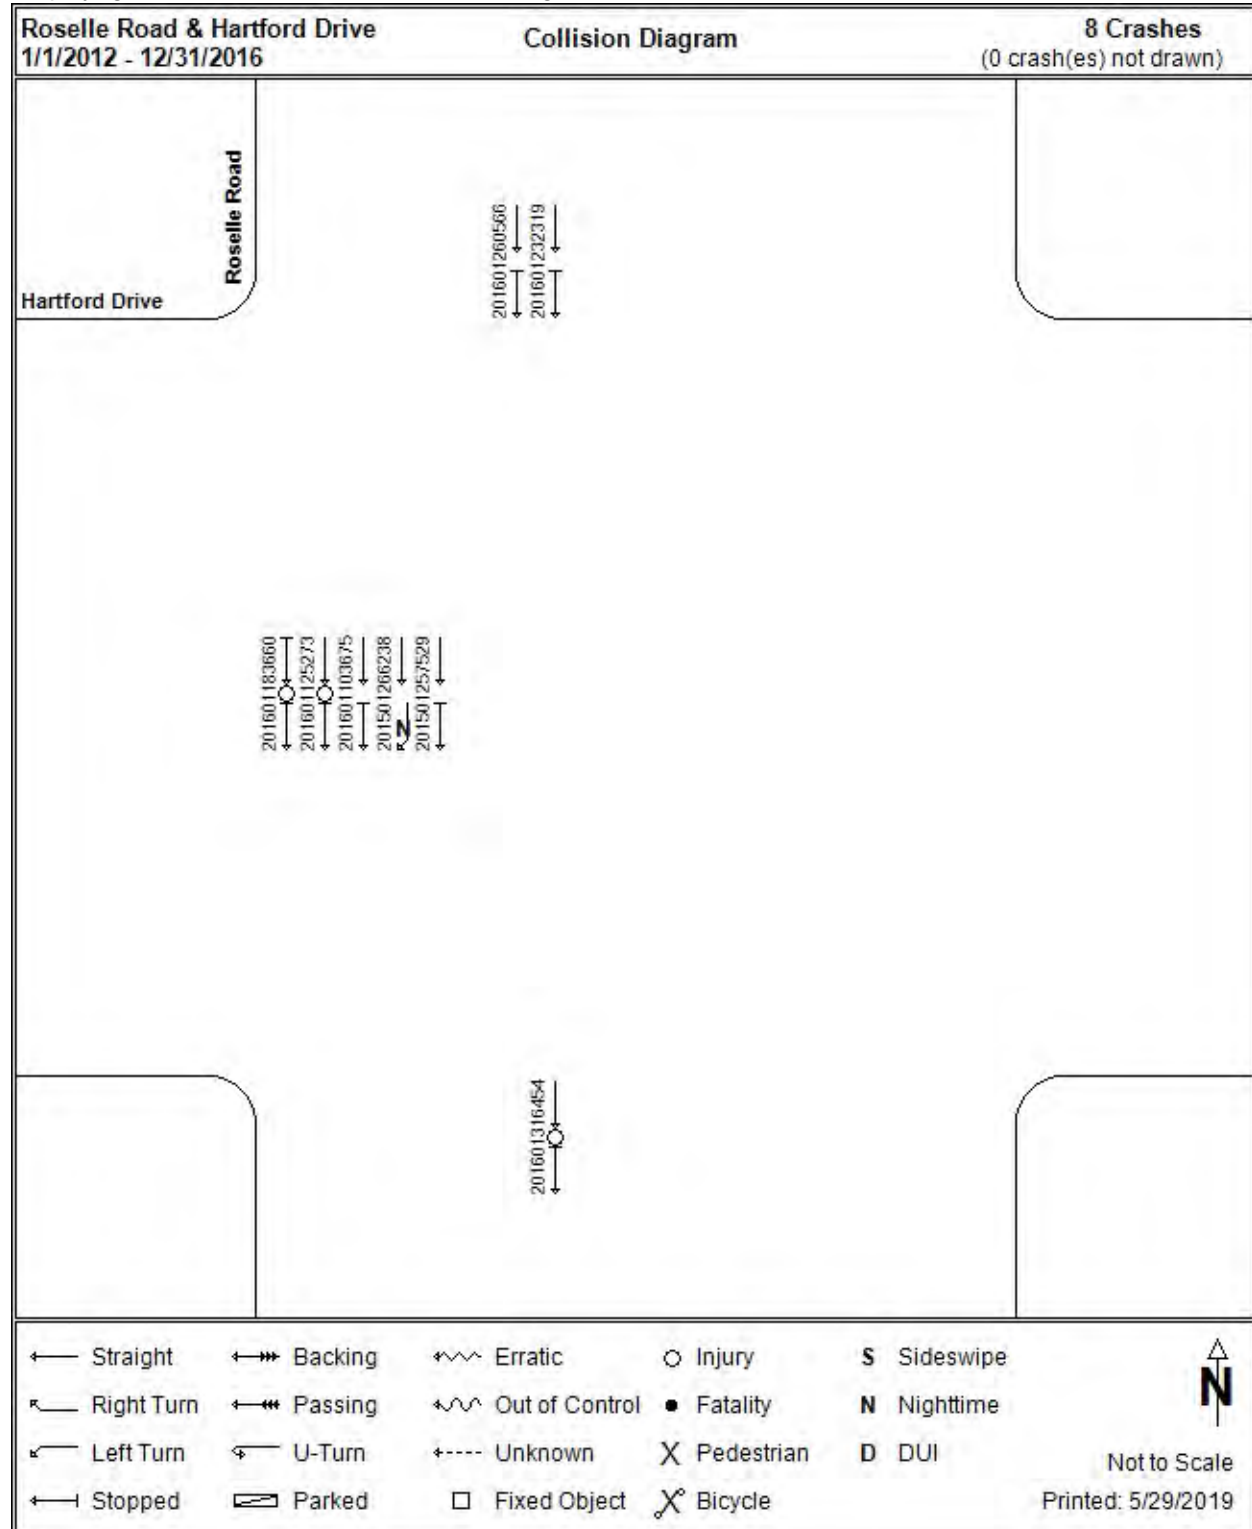 Roselle Road & Hartford Drive
1/1/2012 - 12/31/2016
Collision Diagram
8 Crashes
(0 crash(es) not drawn)
Roselle Road
Hartford Drive
201601260566
201601232319
201601183660
201601125273
201601103675
201501266238
201501257529
N
201601316454
Straight
Backing
Erratic
Injury
S Sideswipe
Right Turn
Passing
Out of Control
Fatality
N Nighttime
Left Turn
U-Turn
Unknown
Pedestrian
D DUI
Stopped
Parked
Fixed Object
Bicycle
N
Not to Scale
Printed: 5/29/2019